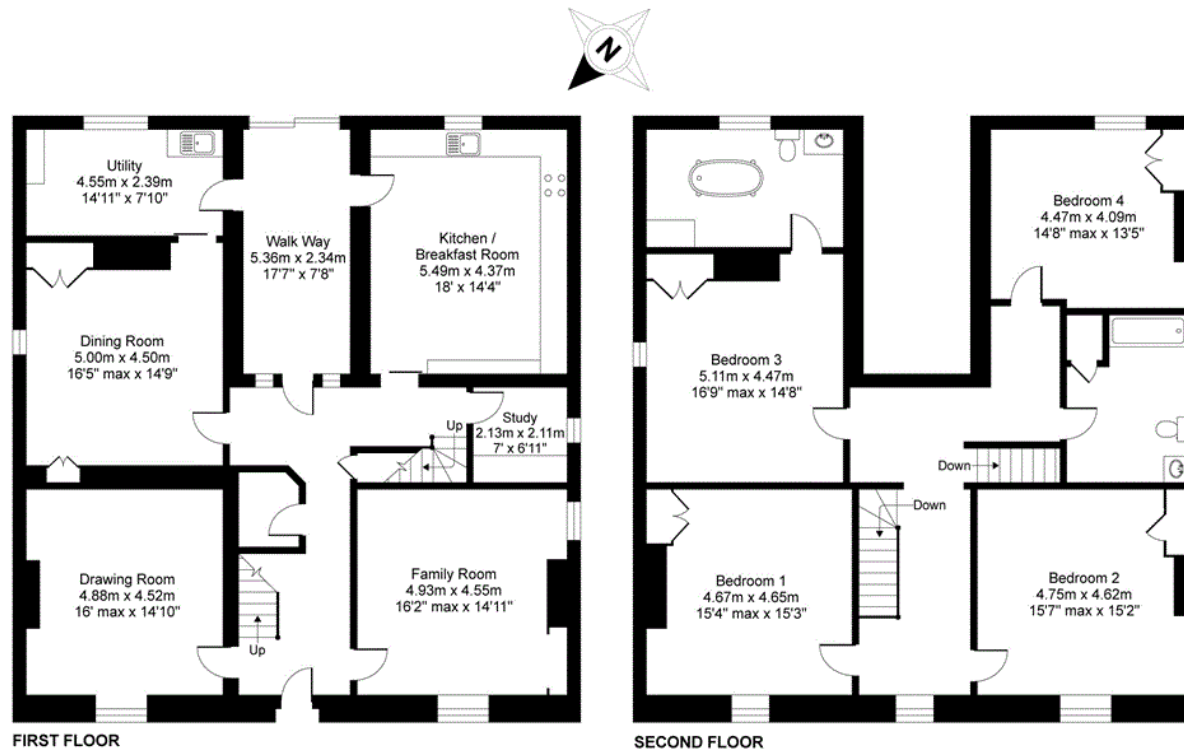 N
Utility
4.55m x 2.39m
14'11" x 7'10"
Walk Way
5.36m x 2.34m
17'7" x 7'8"
Kitchen /
Breakfast Room
5.49m x 4.37m
18' x 14'4"
Dining Room
5.00m x 4.50m
16'5" max x 14'9"
Up
Study
2.13m x 2.11m
7' x 6'11"
Drawing Room
4.88m x 4.52m
16' max x 14'10"
Up
Family Room
4.93m x 4.55m
16'2" max x 14'11"
FIRST FLOOR
Bedroom 4
4.47m x 4.09m
14'8" max x 13'5"
Bedroom 3
5.11m x 4.47m
16'9" max x 14'8"
Down
Down
Bedroom 1
4.67m x 4.65m
15'4" max x 15'3"
Bedroom 2
4.75m x 4.62m
15'7" max x 15'2"
SECOND FLOOR